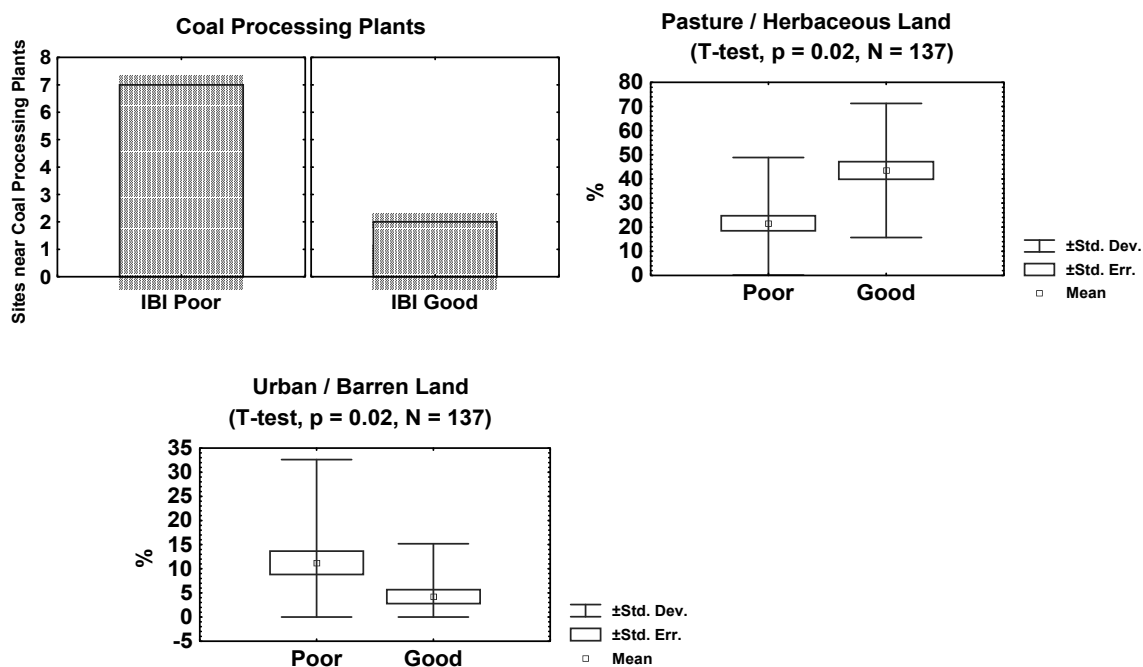 Coal Processing Plants
Sites near Coal Processing Plants
8
7
6
5
4
3
2
1
0
IBI Poor
IBI Good
Pasture / Herbaceous Land
(T-test, p = 0.02, N = 137)
%
80
70
60
50
40
30
20
10
0
Poor
Good
±Std. Dev.
±Std. Err.
Mean
Urban / Barren Land
(T-test, p = 0.02, N = 137)
%
35
30
25
20
15
10
5
0
-5
Poor
Good
±Std. Dev.
±Std. Err.
Mean